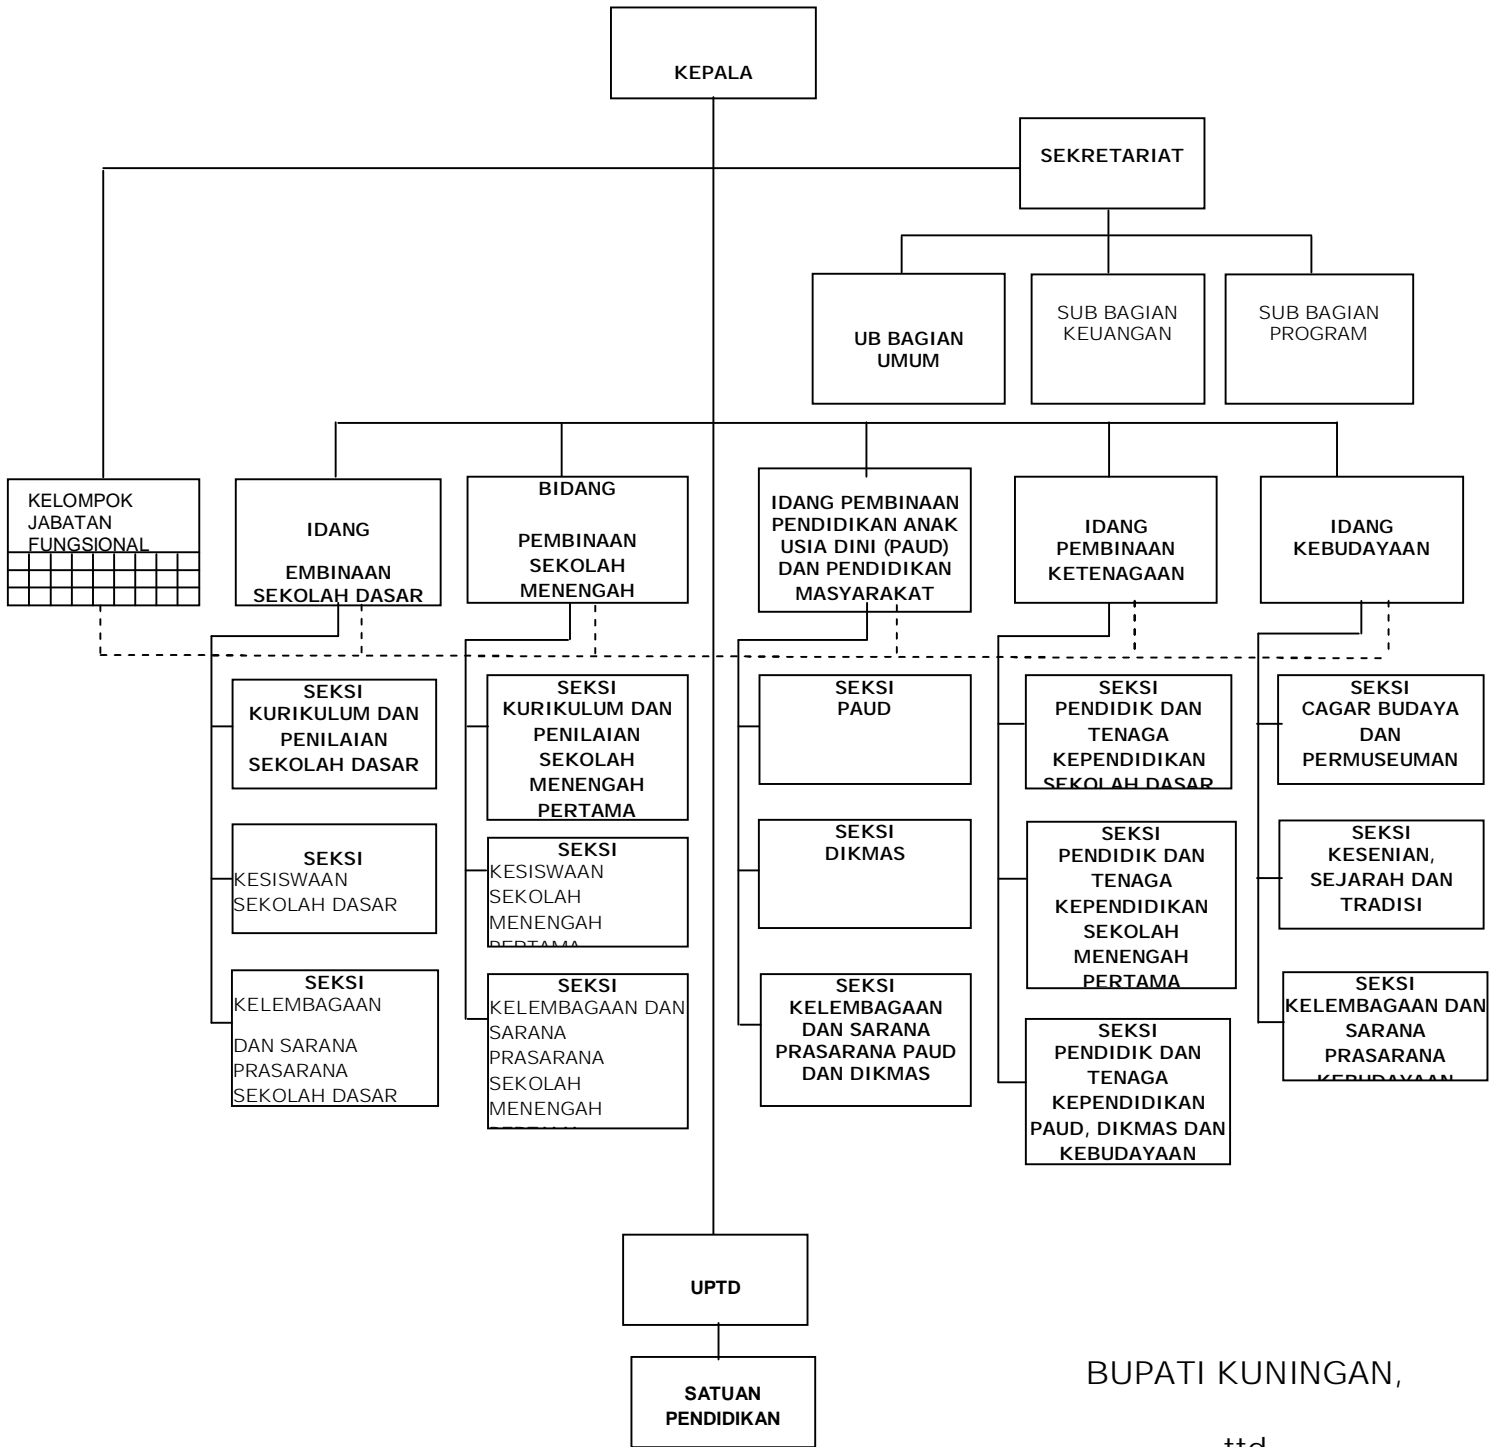 KEPALA
SEKRETARIAT
UB BAGIAN
UMUM
SUB BAGIAN
KEUANGAN
SUB BAGIAN
PROGRAM
KELOMPOK
JABATAN
FUNGSIONAL
IDANG
EMBINAAN
SEKOLAH DASAR
BIDANG
PEMBINAAN
SEKOLAH
MENENGAH
IDANG PEMBINAAN
PENDIDIKAN ANAK
USIA DINI (PAUD)
DAN PENDIDIKAN
MASYARAKAT
IDANG
PEMBINAAN
KETENAGAAN
IDANG
KEBUDAYAAN
SEKSI
KURIKULUM DAN
PENILAIAN
SEKOLAH DASAR
SEKSI
KESISWAAN
SEKOLAH DASAR
SEKSI
KELEMBAGAAN
DAN SARANA
PRASARANA
SEKOLAH DASAR
SEKSI
KURIKULUM DAN
PENILAIAN
SEKOLAH
MENENGAH
PERTAMA
SEKSI
KESISWAAN
SEKOLAH
MENENGAH
PERTAMA
SEKSI
KELEMBAGAAN DAN
SARANA
PRASARANA
SEKOLAH
MENENGAH
SEKSI
PAUD
SEKSI
DIKMAS
SEKSI
KELEMBAGAAN
DAN SARANA
PRASARANA PAUD
DAN DIKMAS
SEKSI
PENDIDIK DAN
TENAGA
KEPENDIDIKAN
SEKOLAH DASAR
SEKSI
PENDIDIK DAN
TENAGA
KEPENDIDIKAN
SEKOLAH
MENENGAH
PERTAMA
SEKSI
PENDIDIK DAN
TENAGA
KEPENDIDIKAN
PAUD, DIKMAS DAN
KEBUDAYAAN
SEKSI
CAGAR BUDAYA
DAN
PERMUSEUMAN
SEKSI
KESENIAN,
SEJARAH DAN
TRADISI
SEKSI
KELEMBAGAAN DAN
SARANA
PRASARANA
KEBUDAYAAN
UPTD
SATUAN
PENDIDIKAN
BUPATI KUNINGAN,
ttd